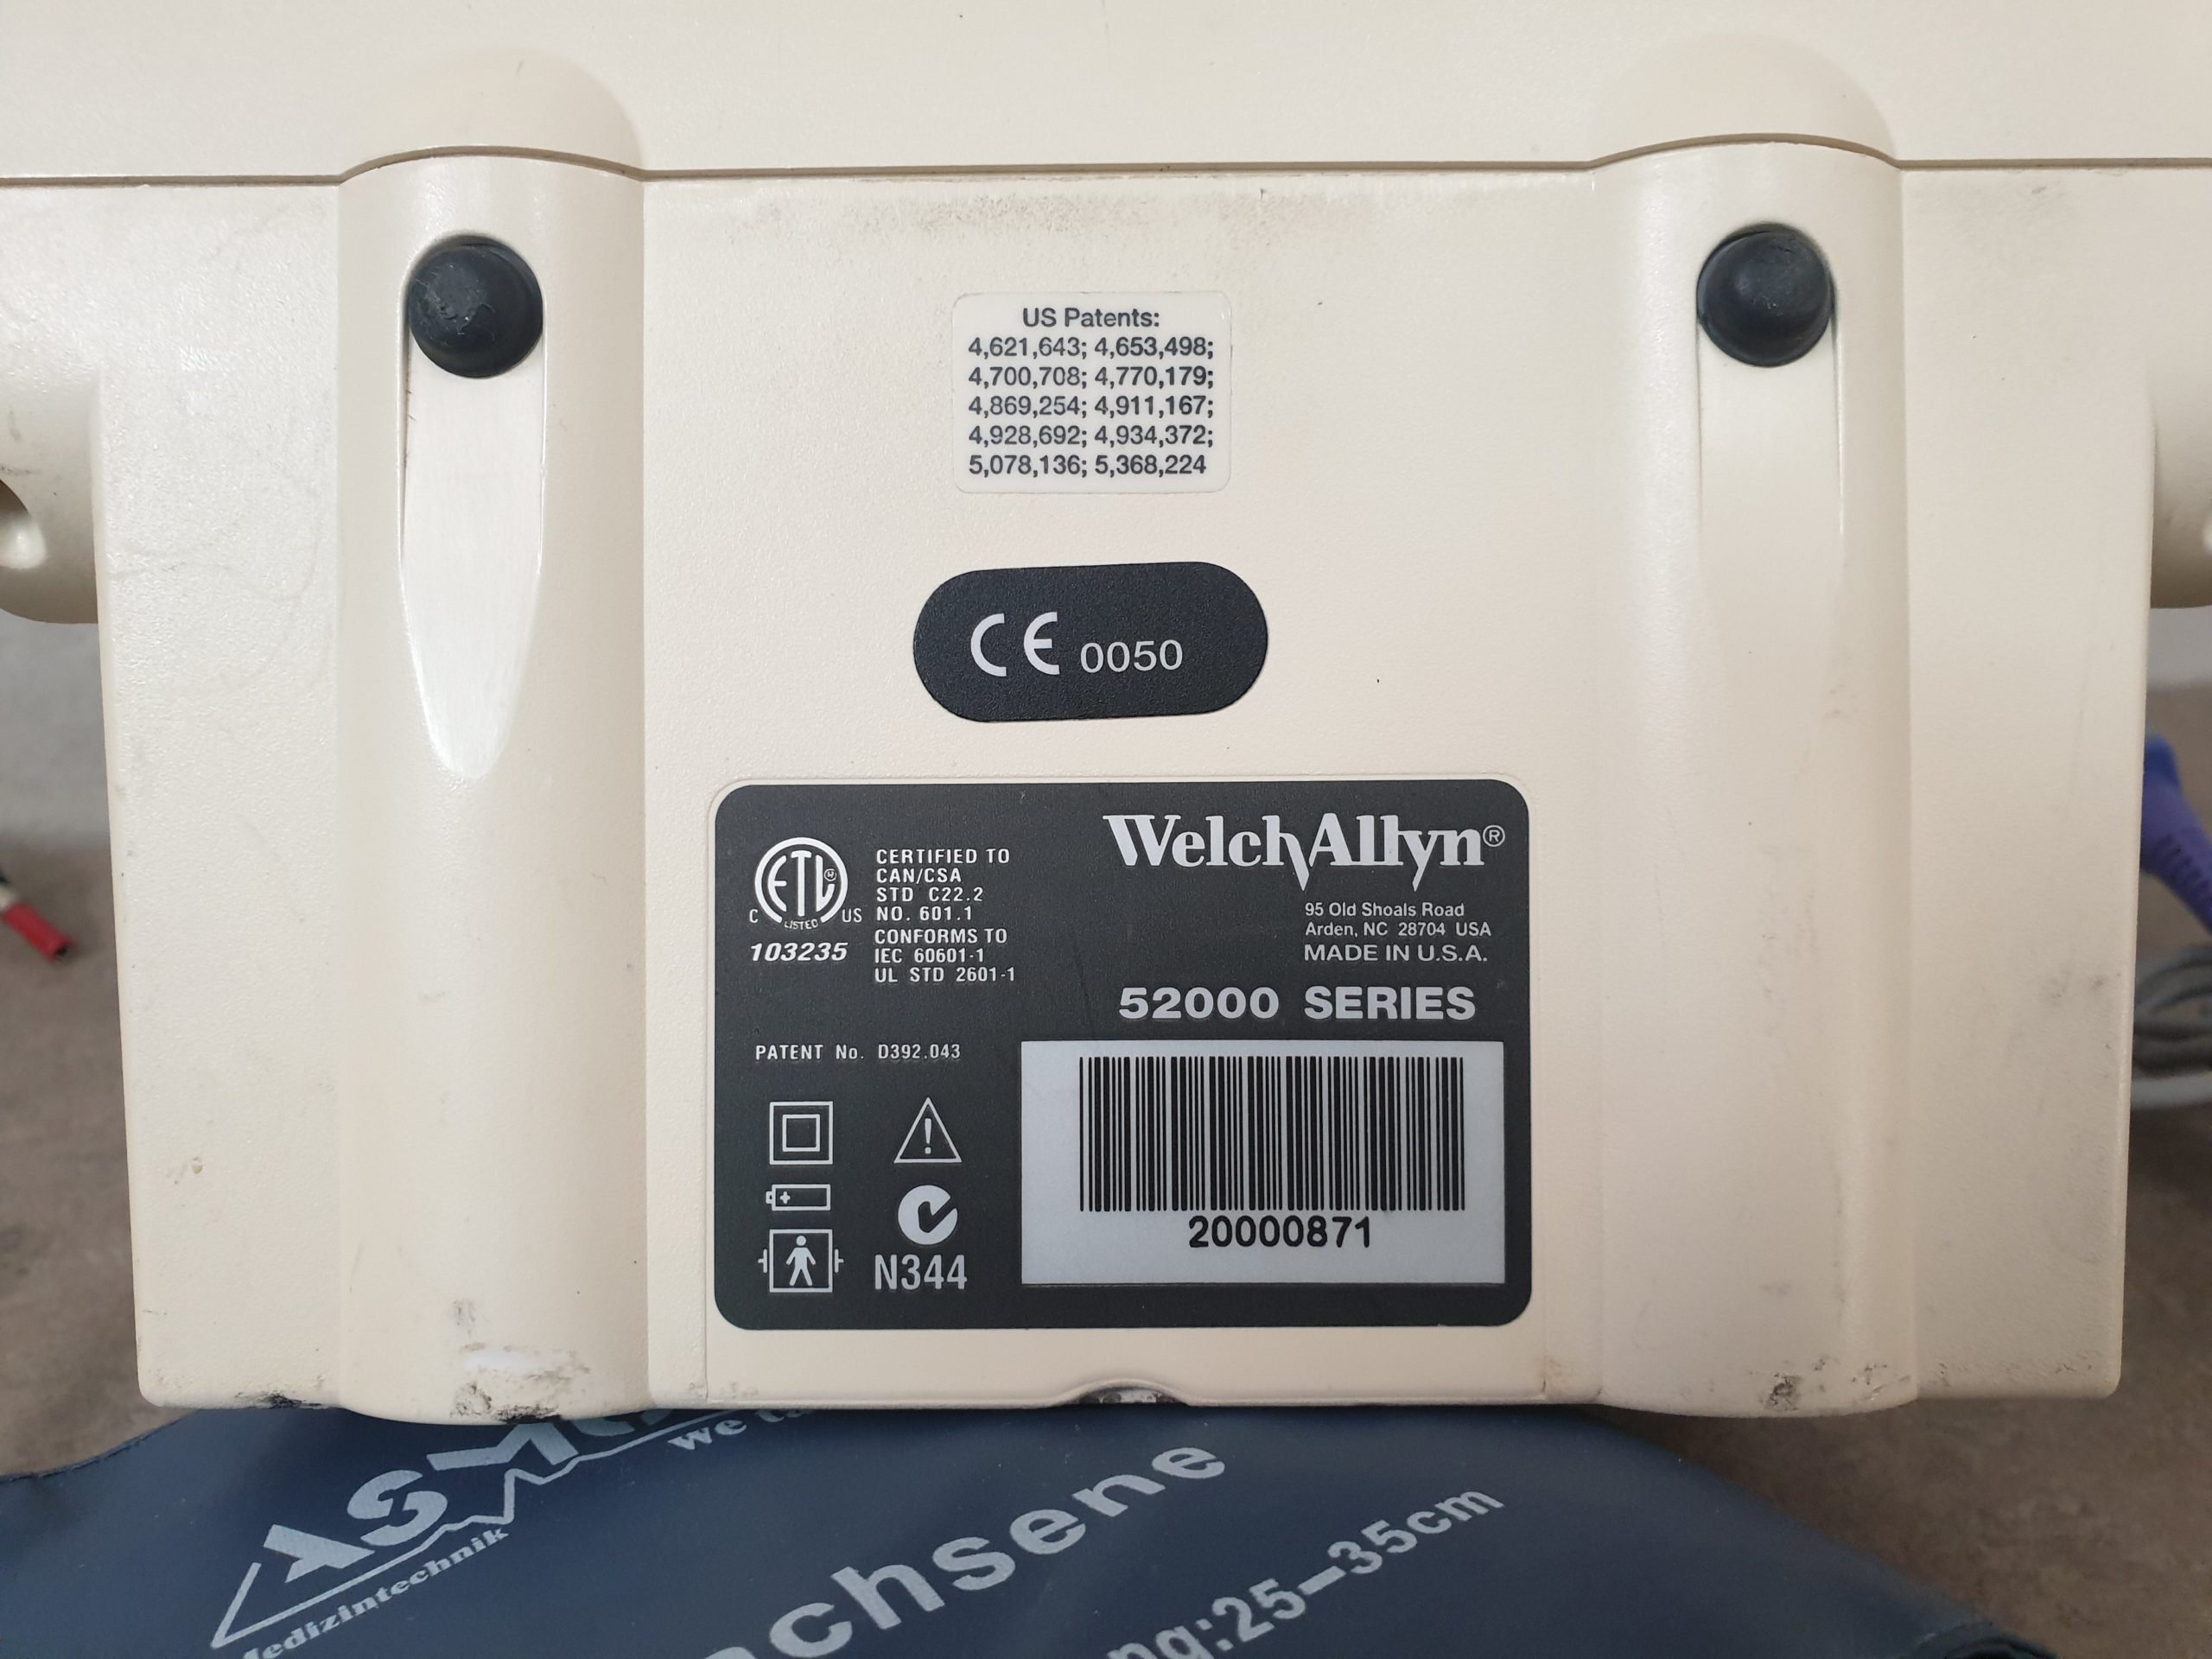 US Patents:
4,621,643; 4,653,498;
4,700,708; 4,770,179;
4,869,254; 4,911,167;
4,928,692; 4,934,372;
5,078,136; 5,368,224
CE 0050
ETL
C LISTED US
103235
CERTIFIED TO
CAN/CSA
STD C22.2
NO. 601.1
CONFORMS TO
IEC 60601-1
UL STD 2601-1
WelchAllyn®
95 Old Shoals Road
Arden, NC 28704 USA
MADE IN U.S.A.
52000 SERIES
PATENT No. D392,043
N344
20000871
we
Medizintechnik
25-35cm